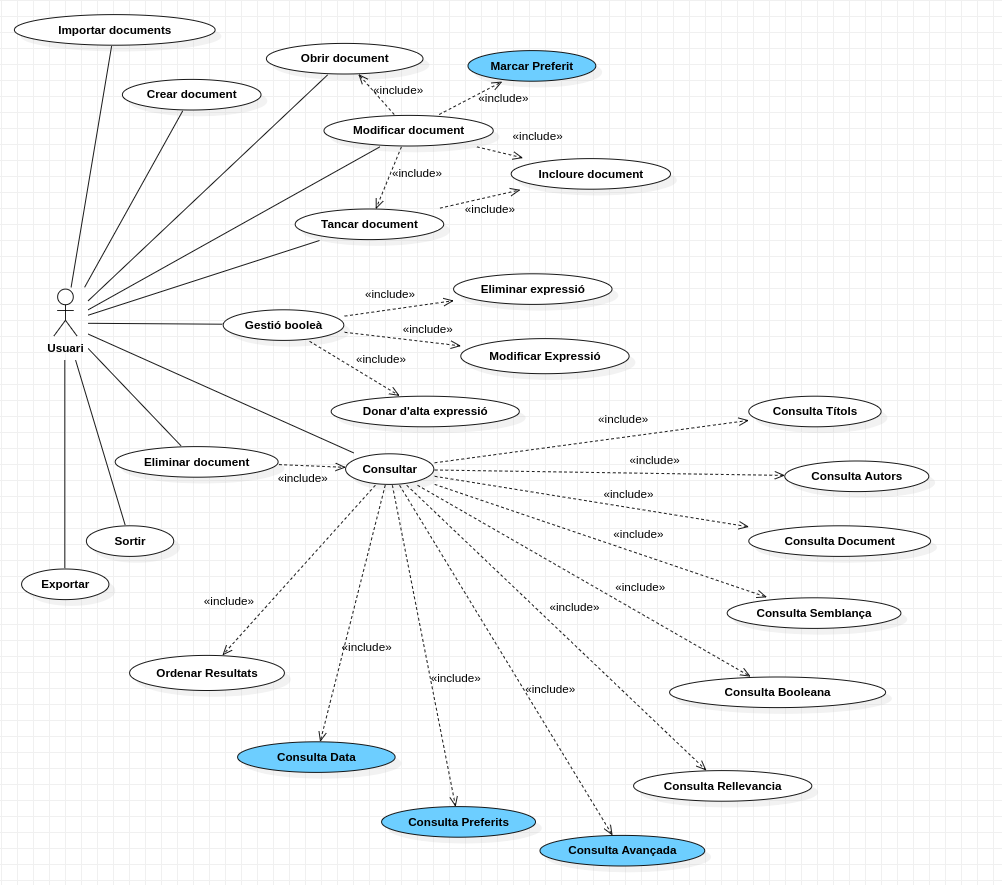 Importar documents
Obrir document
Marcar Preferit
Crear document
«include»
«include»
Modificar document
«include»
Incloure document
«include»
«include»
Tancar document
Eliminar expressió
«include»
Gestió booleà
«include»
Usuari
Modificar Expressió
«include»
Donar d'alta expressió
Consulta Títols
«include»
Eliminar document
«include»
Consultar
«include»
Consulta Autors
«include»
«include»
Sortir
Consulta Document
Exportar
«include»
«include»
«include»
Consulta Semblança
«include»
Ordenar Resultats
«include»
«include»
Consulta Booleana
Consulta Data
Consulta Rellevancia
Consulta Preferits
Consulta Avançada